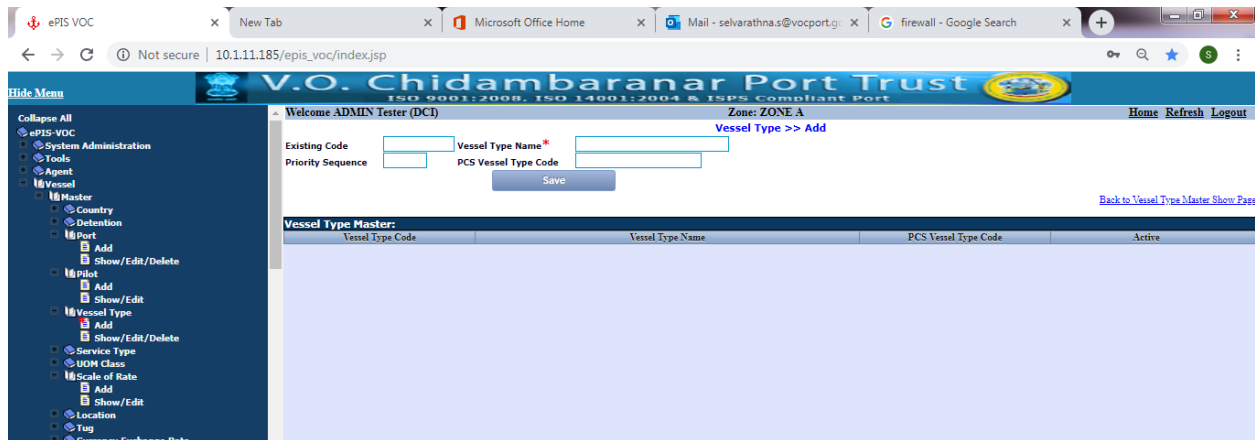 ePIS VOC
New Tab
Microsoft Office Home
Mail - selvarathna.s@vocport.gc
firewall - Google Search
Not secure | 10.1.11.185/epis_voc/index.jsp
S
Hide Menu
V.O. Chidambaranar Port Trust
ISO 9001:2008, ISO 14001:2004 & ISPS Compliant Port
Collapse All
ePIS-VOC
System Administration
Tools
Agent
Vessel
Master
Country
Detention
Port
Add
Show/Edit/Delete
Pilot
Add
Show/Edit
Vessel Type
Add
Show/Edit/Delete
Service Type
UOM Class
Scale of Rate
Add
Show/Edit
Location
Tug
Currency Exchange Rate
Welcome ADMIN Tester (DCI) Zone: ZONE A Home Refresh Logout
Vessel Type >> Add
Existing Code Vessel Type Name*
Priority Sequence PCS Vessel Type Code
Save
Back to Vessel Type Master Show Page
Vessel Type Master:
Vessel Type Code Vessel Type Name PCS Vessel Type Code Active